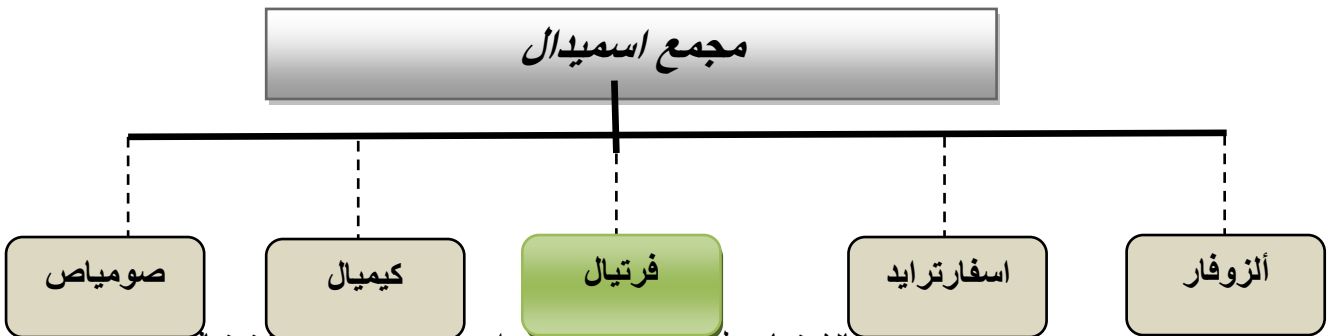 مجمع اسميدال
ألزوفار
اسفارترايد
فرتيال
كيميال
صومياص